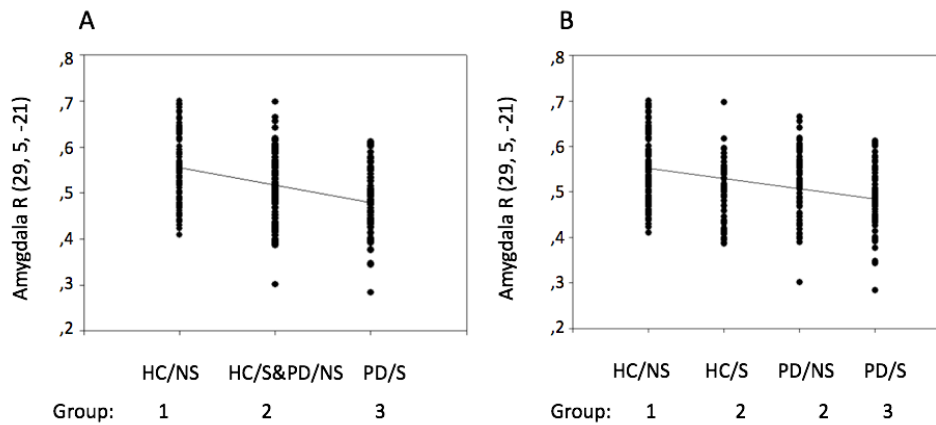 A
Amygdala R (29, 5, -21)
,8
,7
,6
,5
,4
,3
,2
HC/NS HC/S&PD/NS PD/S
Group: 1 2 3
B
Amygdala R (29, 5, -21)
,8
,7
,6
,5
,4
,3
,2
HC/NS HC/S PD/NS PD/S
Group: 1 2 2 3